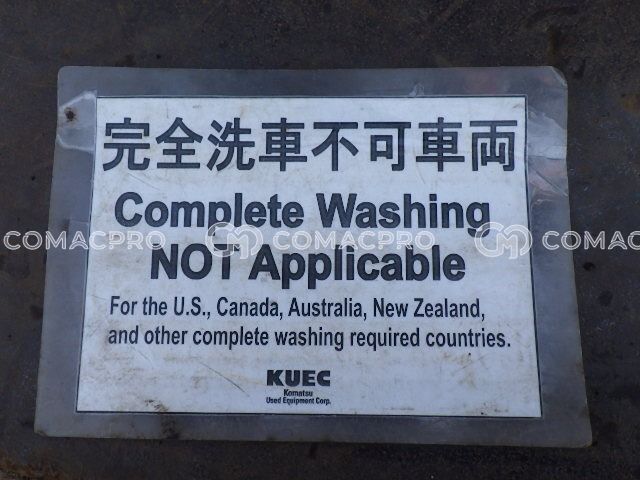 完全洗車不可車両
Complete Washing
NOT Applicable
COMACPRO COMACPRO COMACPRO
For the U.S., Canada, Australia, New Zealand,
and other complete washing required countries.
KUEC
Komatsu
Used Equipment Corp.